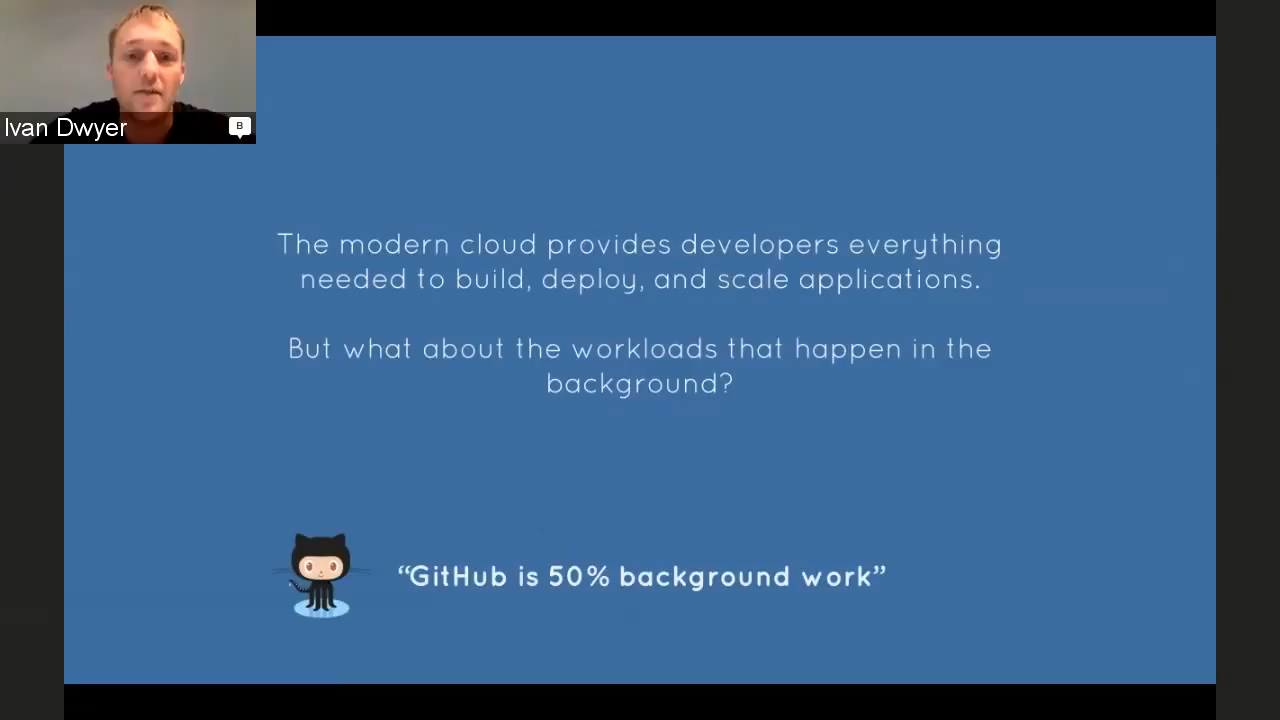 Ivan Dwyer
B
The modern cloud provides developers everything
needed to build, deploy, and scale applications.
But what about the workloads that happen in the
background?
“GitHub is 50% background work”